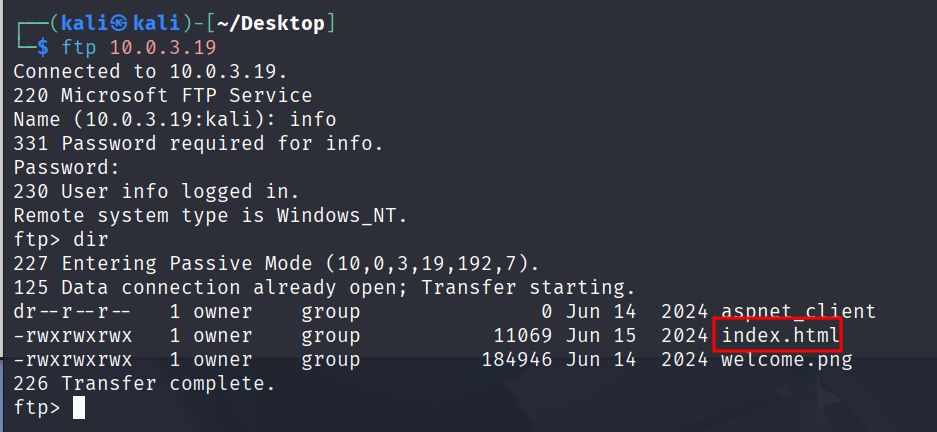 ┌──(kali㉿kali)-[~/Desktop]
└─$ ftp 10.0.3.19
Connected to 10.0.3.19.
220 Microsoft FTP Service
Name (10.0.3.19:kali): info
331 Password required for info.
Password:
230 User info logged in.
Remote system type is Windows_NT.
ftp> dir
227 Entering Passive Mode (10,0,3,19,192,7).
125 Data connection already open; Transfer starting.
dr--r--r--   1 owner    group               0 Jun 14  2024 aspnet_client
-rwxrwxrwx   1 owner    group           11069 Jun 15  2024 index.html
-rwxrwxrwx   1 owner    group          184946 Jun 14  2024 welcome.png
226 Transfer complete.
ftp>